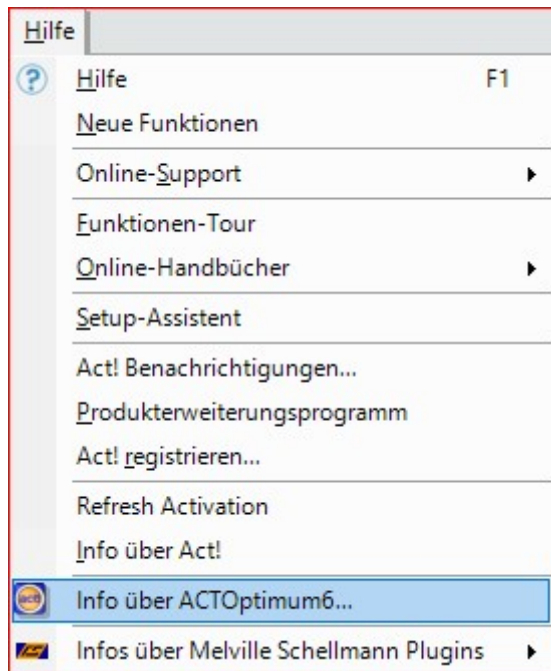 Hilfe
Hilfe F1
Neue Funktionen
Online-Support
Funktionen-Tour
Online-Handbücher
Setup-Assistent
Act! Benachrichtigungen...
Produkterweiterungsprogramm
Act! registrieren...
Refresh Activation
Info über Act!
Info über ACTOptimum6...
Infos über Melville Schellmann Plugins